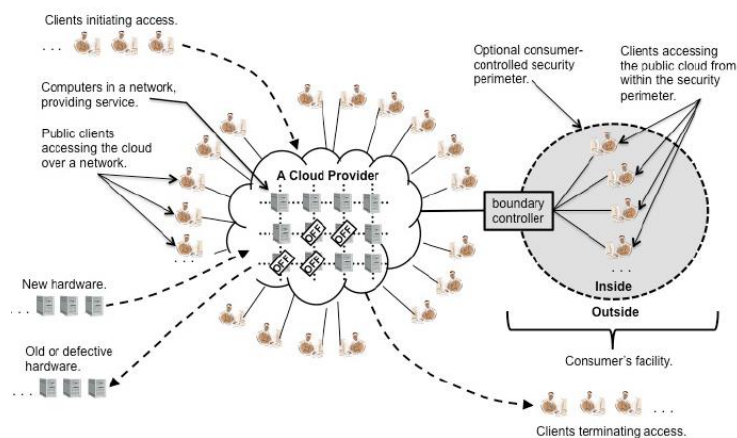 Clients initiating access.
. . .
Computers in a network,
providing service.
Public clients
accessing the cloud
over a network.
. . .
New hardware.
. . .
Old or defective
hardware.
. . .
A Cloud Provider
OFF OFF
OFF OFF
Optional consumer-
controlled security
perimeter.
Clients accessing
the public cloud from
within the security
perimeter.
boundary
controller
. . .
Inside
Outside
Consumer's facility.
. . .
Clients terminating access.